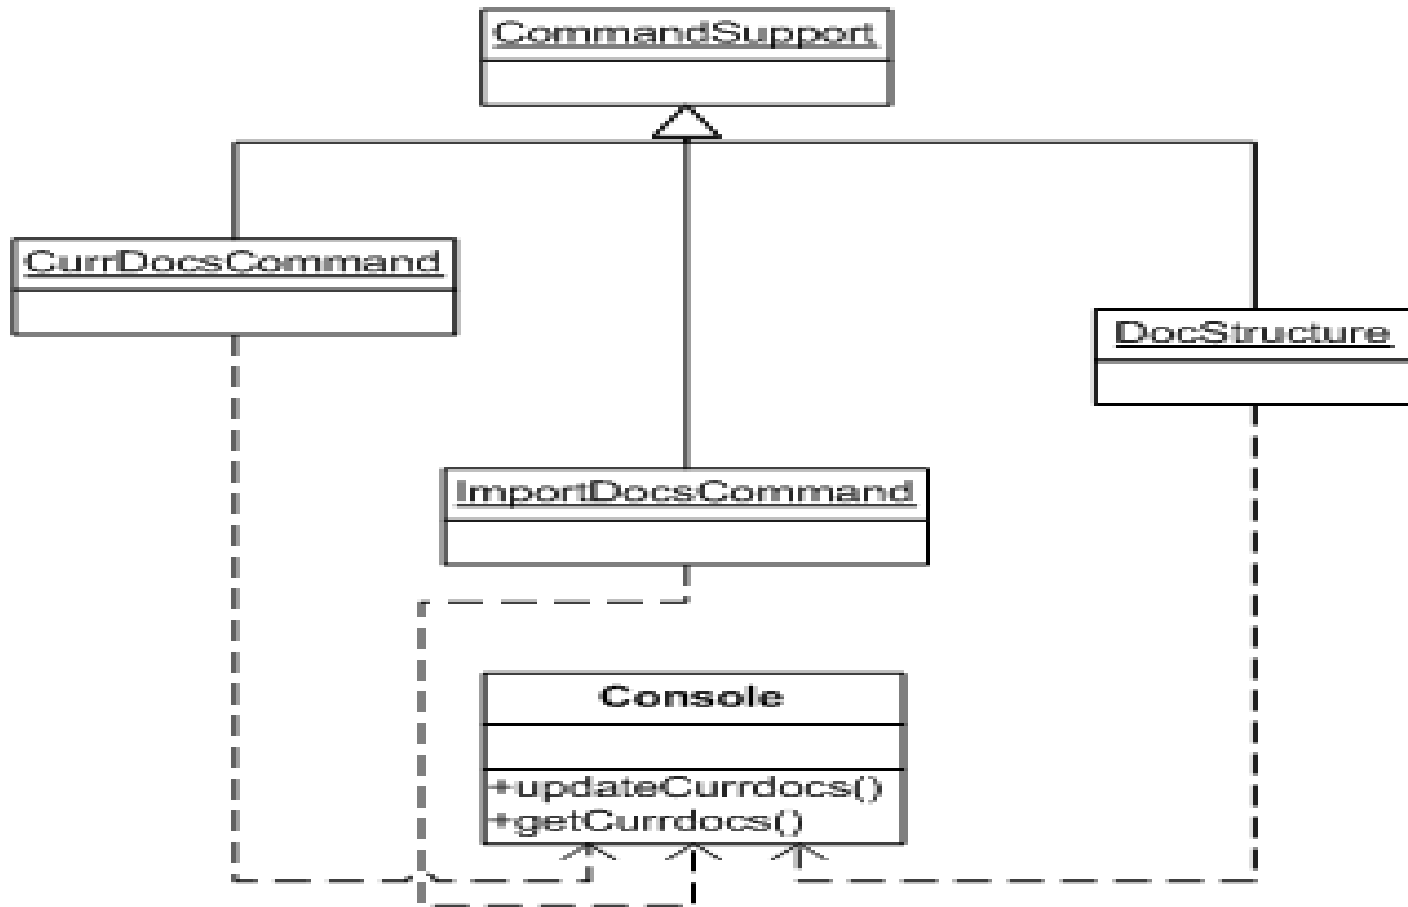 CommandSupport
CurrDocsCommand
DocStructure
ImportDocsCommand
Console
+updateCurrdocs()
+getCurrdocs()